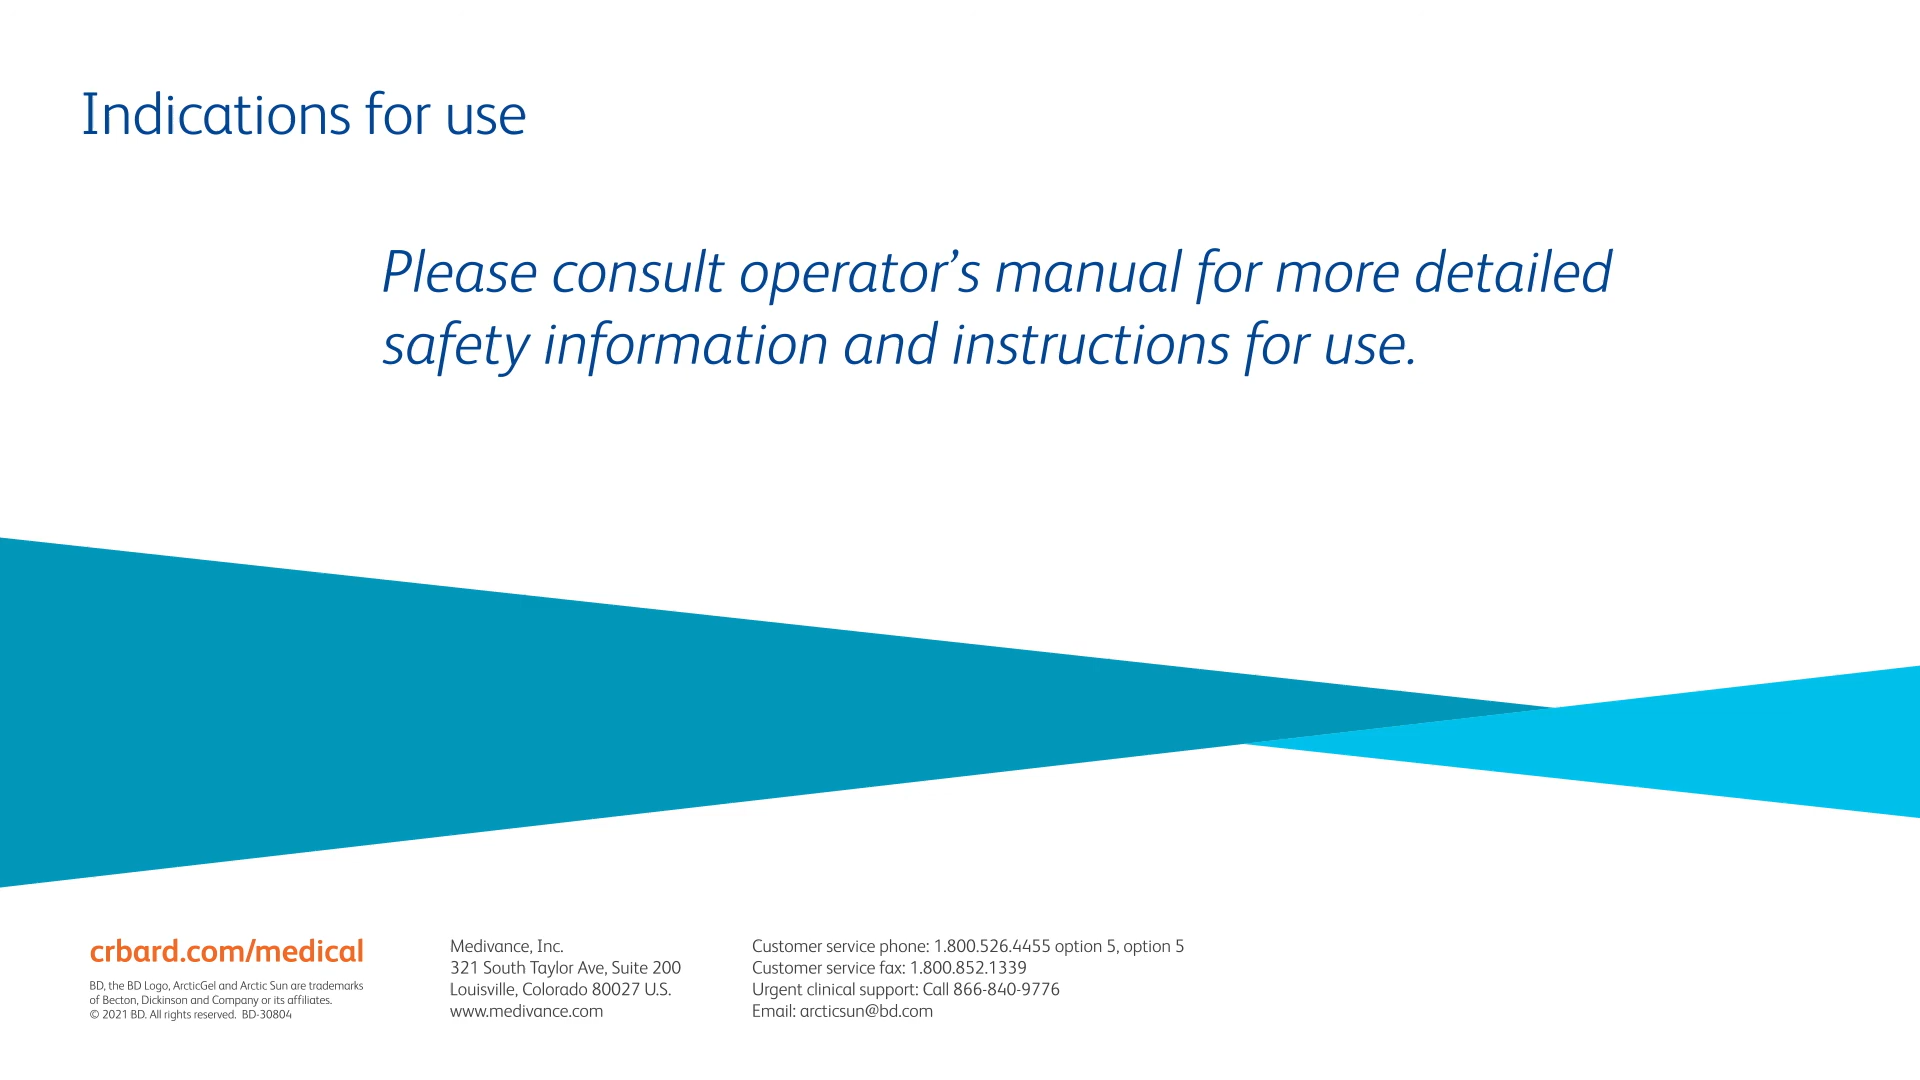 Indications for use
Please consult operator’s manual for more detailed
safety information and instructions for use.
crbard.com/medical
BD, the BD Logo, ArcticGel and Arctic Sun are trademarks
of Becton, Dickinson and Company or its affiliates.
© 2021 BD. All rights reserved.  BD-30804
Medivance, Inc.
321 South Taylor Ave, Suite 200
Louisville, Colorado 80027 U.S.
www.medivance.com
Customer service phone: 1.800.526.4455 option 5, option 5
Customer service fax: 1.800.852.1339
Urgent clinical support: Call 866-840-9776
Email: arcticsun@bd.com